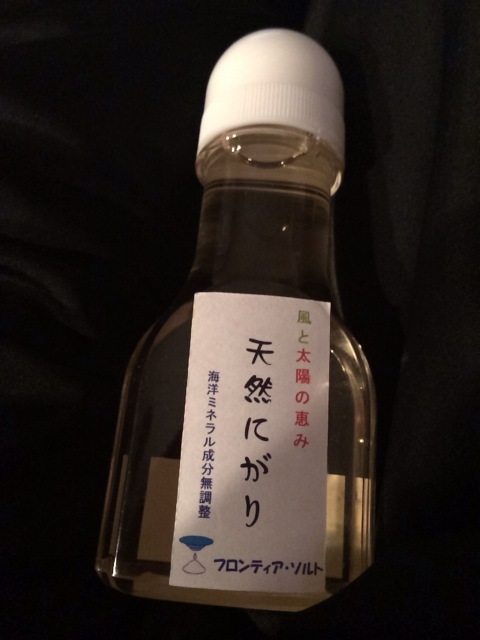 風と太陽の恵み
天然にがり
海洋ミネラル成分無調整
フロンティア・ソルト